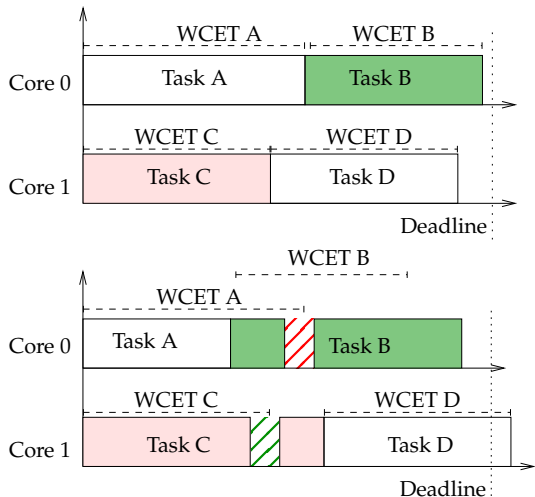 WCET A WCET B
Core 0 Task A Task B
WCET C WCET D
Core 1 Task C Task D
Deadline
WCET B
WCET A
Core 0 Task A Task B
WCET C WCET D
Core 1 Task C Task D
Deadline